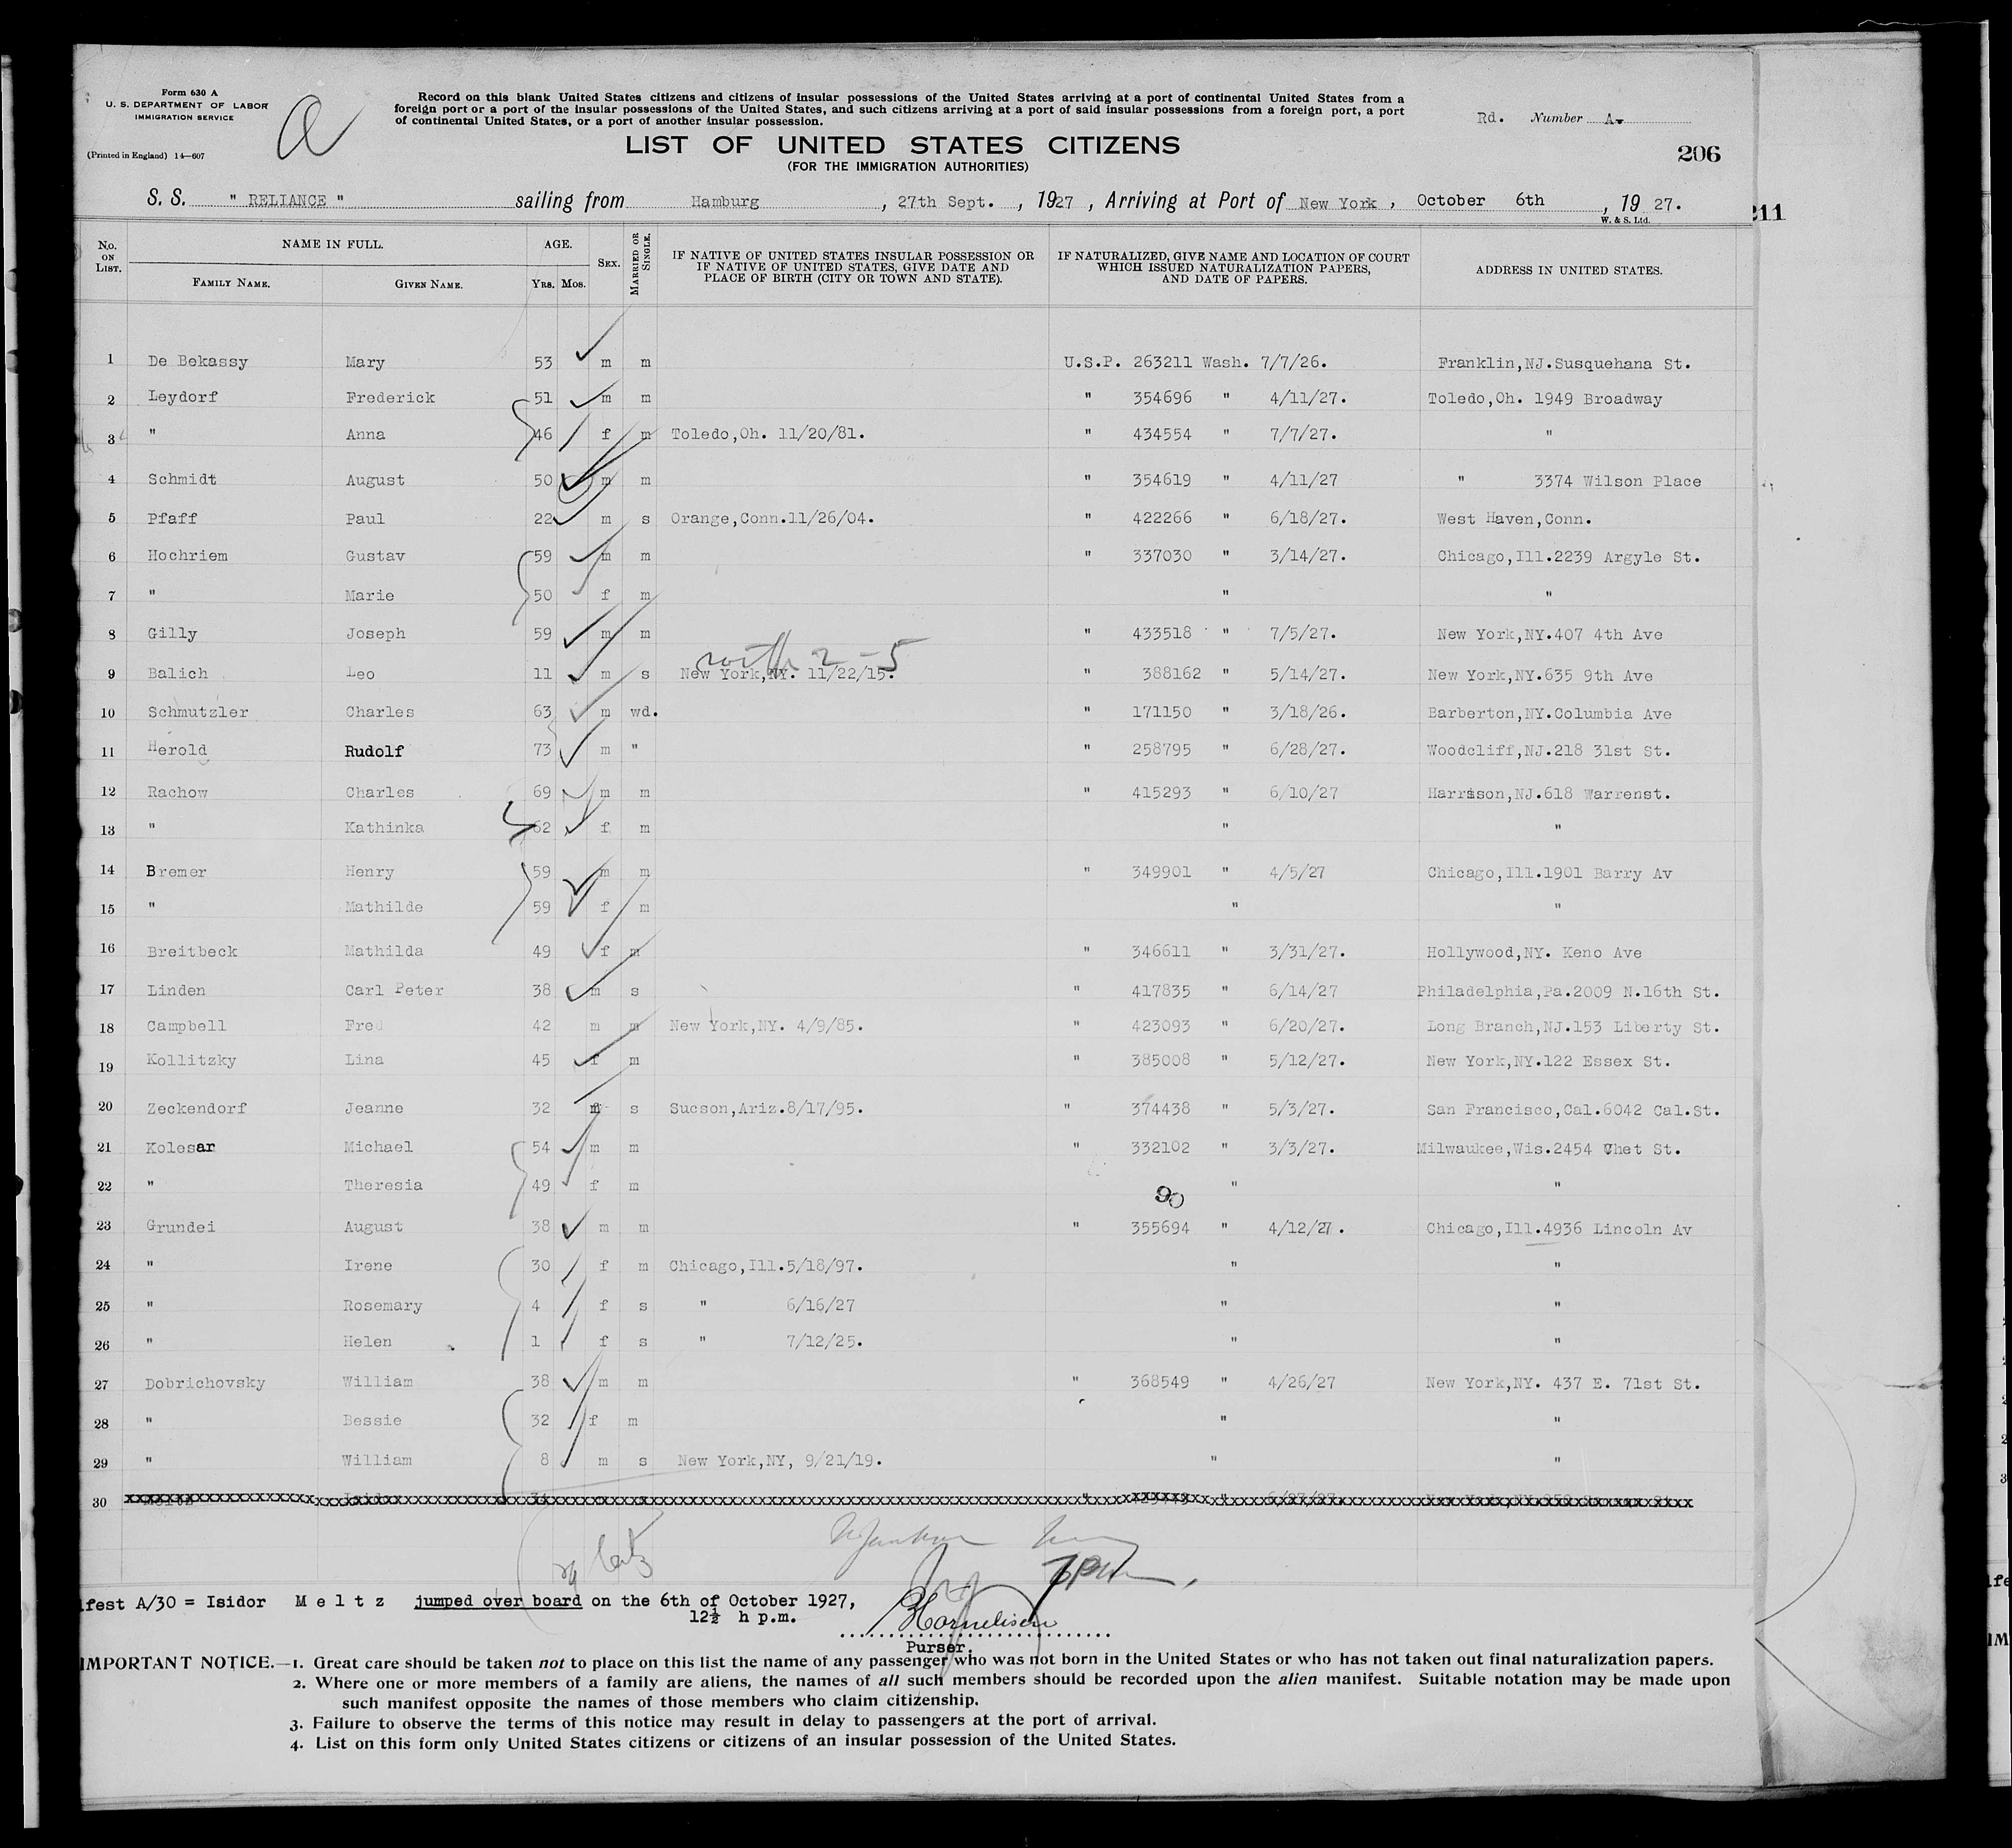 Form 630 A
U. S. DEPARTMENT OF LABOR
IMMIGRATION SERVICE
(Printed in England) 14—607
a
Record on this blank United States citizens and citizens of insular possessions of the United States arriving at a port of continental United States from a
foreign port or a port of the insular possessions of the United States, and such citizens arriving at a port of said insular possessions from a foreign port, a port
of continental United States, or a port of another insular possession.
Rd. Number A-
LIST OF UNITED STATES CITIZENS
(FOR THE IMMIGRATION AUTHORITIES)
206
S. S. " RELIANCE " sailing from Hamburg , 27th Sept. , 1927 , Arriving at Port of New York , October 6th , 19 27.
W. & S. Ltd.
211
No. ON LIST. NAME IN FULL. AGE. SEX. MARRIED OR SINGLE. IF NATIVE OF UNITED STATES INSULAR POSSESSION OR IF NATIVE OF UNITED STATES, GIVE DATE AND PLACE OF BIRTH (CITY OR TOWN AND STATE). IF NATURALIZED, GIVE NAME AND LOCATION OF COURT WHICH ISSUED NATURALIZATION PAPERS, AND DATE OF PAPERS. ADDRESS IN UNITED STATES.
FAMILY NAME. GIVEN NAME. YRS. MOS.
1 De Bekassy Mary 53 m m U.S.P. 263211 Wash. 7/7/26. Franklin,NJ.Susquehana St.
2 Leydorf Frederick 51 m m " 354696 " 4/11/27. Toledo,Oh. 1949 Broadway
3 " Anna 46 f m Toledo,Oh. 11/20/81. " 434554 " 7/7/27. "
4 Schmidt August 50 m m " 354619 " 4/11/27 " 3374 Wilson Place
5 Pfaff Paul 22 m s Orange,Conn.11/26/04. " 422266 " 6/18/27. West Haven,Conn.
6 Hochriem Gustav 59 m m " 337030 " 3/14/27. Chicago,Ill.2239 Argyle St.
7 " Marie 50 f m " "
8 Gilly Joseph 59 m m " 433518 " 7/5/27. New York,NY.407 4th Ave
with 2-5
9 Balich Leo 11 m s New York,NY. 11/22/15. " 388162 " 5/14/27. New York,NY.635 9th Ave
10 Schmutzler Charles 63 m wd. " 171150 " 3/18/26. Barberton,NY.Columbia Ave
11 Herold Rudolf 73 m " " 258795 " 6/28/27. Woodcliff,NJ.218 31st St.
12 Rachow Charles 69 m m " 415293 " 6/10/27 Harrison,NJ.618 Warrenst.
13 " Kathinka 62 f m " "
14 Bremer Henry 59 m m " 349901 " 4/5/27 Chicago,Ill.1901 Barry Av
15 " Mathilde 59 f m " "
16 Breitbeck Mathilda 49 f m " 346611 " 3/31/27. Hollywood,NY. Keno Ave
17 Linden Carl Peter 38 m s " 417835 " 6/14/27 Philadelphia,Pa.2009 N.16th St.
18 Campbell Fred 42 m m New York,NY. 4/9/85. " 423093 " 6/20/27. Long Branch,NJ.153 Liberty St.
19 Kollitzky Lina 45 f m " 385008 " 5/12/27. New York,NY.122 Essex St.
20 Zeckendorf Jeanne 32 f s Sucson,Ariz.8/17/95. " 374438 " 5/3/27. San Francisco,Cal.6042 Cal.St.
21 Kolesar Michael 54 m m " 332102 " 3/3/27. Milwaukee,Wis.2454 Chet St.
22 " Theresia 49 f m " "
90
23 Grundei August 38 m m " 355694 " 4/12/27. Chicago,Ill.4936 Lincoln Av
24 " Irene 30 f m Chicago,Ill.5/18/97. " "
25 " Rosemary 4 f s " 6/16/27 " "
26 " Helen 1 f s " 7/12/25. " "
27 Dobrichovsky William 38 m m " 368549 " 4/26/27 New York,NY. 437 E. 71st St.
28 " Bessie 32 f m " "
29 " William 8 m s New York,NY, 9/21/19. " "
30
29
fest A/30 = Isidor Meltz jumped over board on the 6th of October 1927,
12½ h p.m.
Purser.
IMPORTANT NOTICE.—1. Great care should be taken not to place on this list the name of any passenger who was not born in the United States or who has not taken out final naturalization papers.
2. Where one or more members of a family are aliens, the names of all such members should be recorded upon the alien manifest. Suitable notation may be made upon
such manifest opposite the names of those members who claim citizenship.
3. Failure to observe the terms of this notice may result in delay to passengers at the port of arrival.
4. List on this form only United States citizens or citizens of an insular possession of the United States.